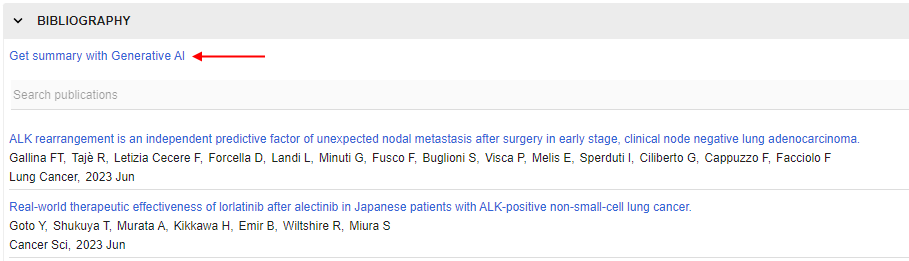 BIBLIOGRAPHY
Get summary with Generative AI
Search publications
ALK rearrangement is an independent predictive factor of unexpected nodal metastasis after surgery in early stage, clinical node negative lung adenocarcinoma.
Gallina FT, Tajè R, Letizia Cecere F, Forcella D, Landi L, Minuti G, Fusco F, Buglioni S, Visca P, Melis E, Sperduti I, Ciliberto G, Cappuzzo F, Facciolo F
Lung Cancer, 2023 Jun
Real-world therapeutic effectiveness of lorlatinib after alectinib in Japanese patients with ALK-positive non-small-cell lung cancer.
Goto Y, Shukuya T, Murata A, Kikkawa H, Emir B, Wiltshire R, Miura S
Cancer Sci, 2023 Jun